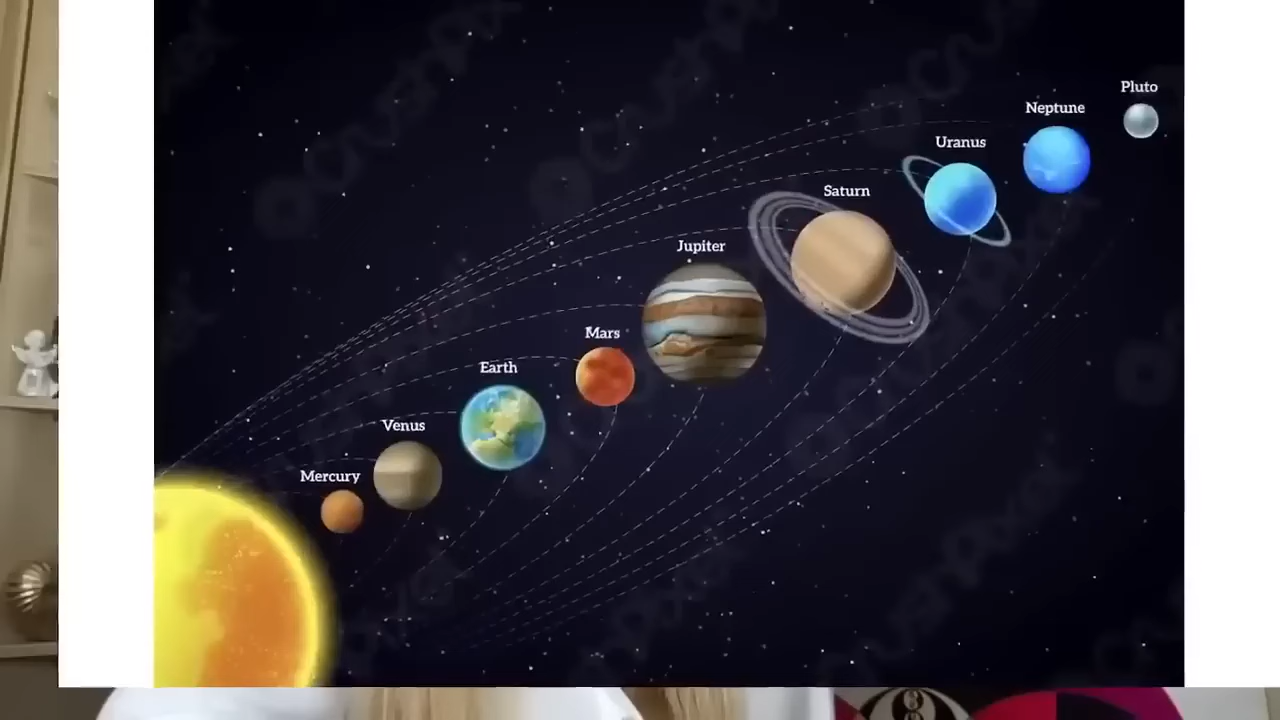 Pluto
Neptune
Uranus
Saturn
Jupiter
Mars
Earth
Venus
Mercury